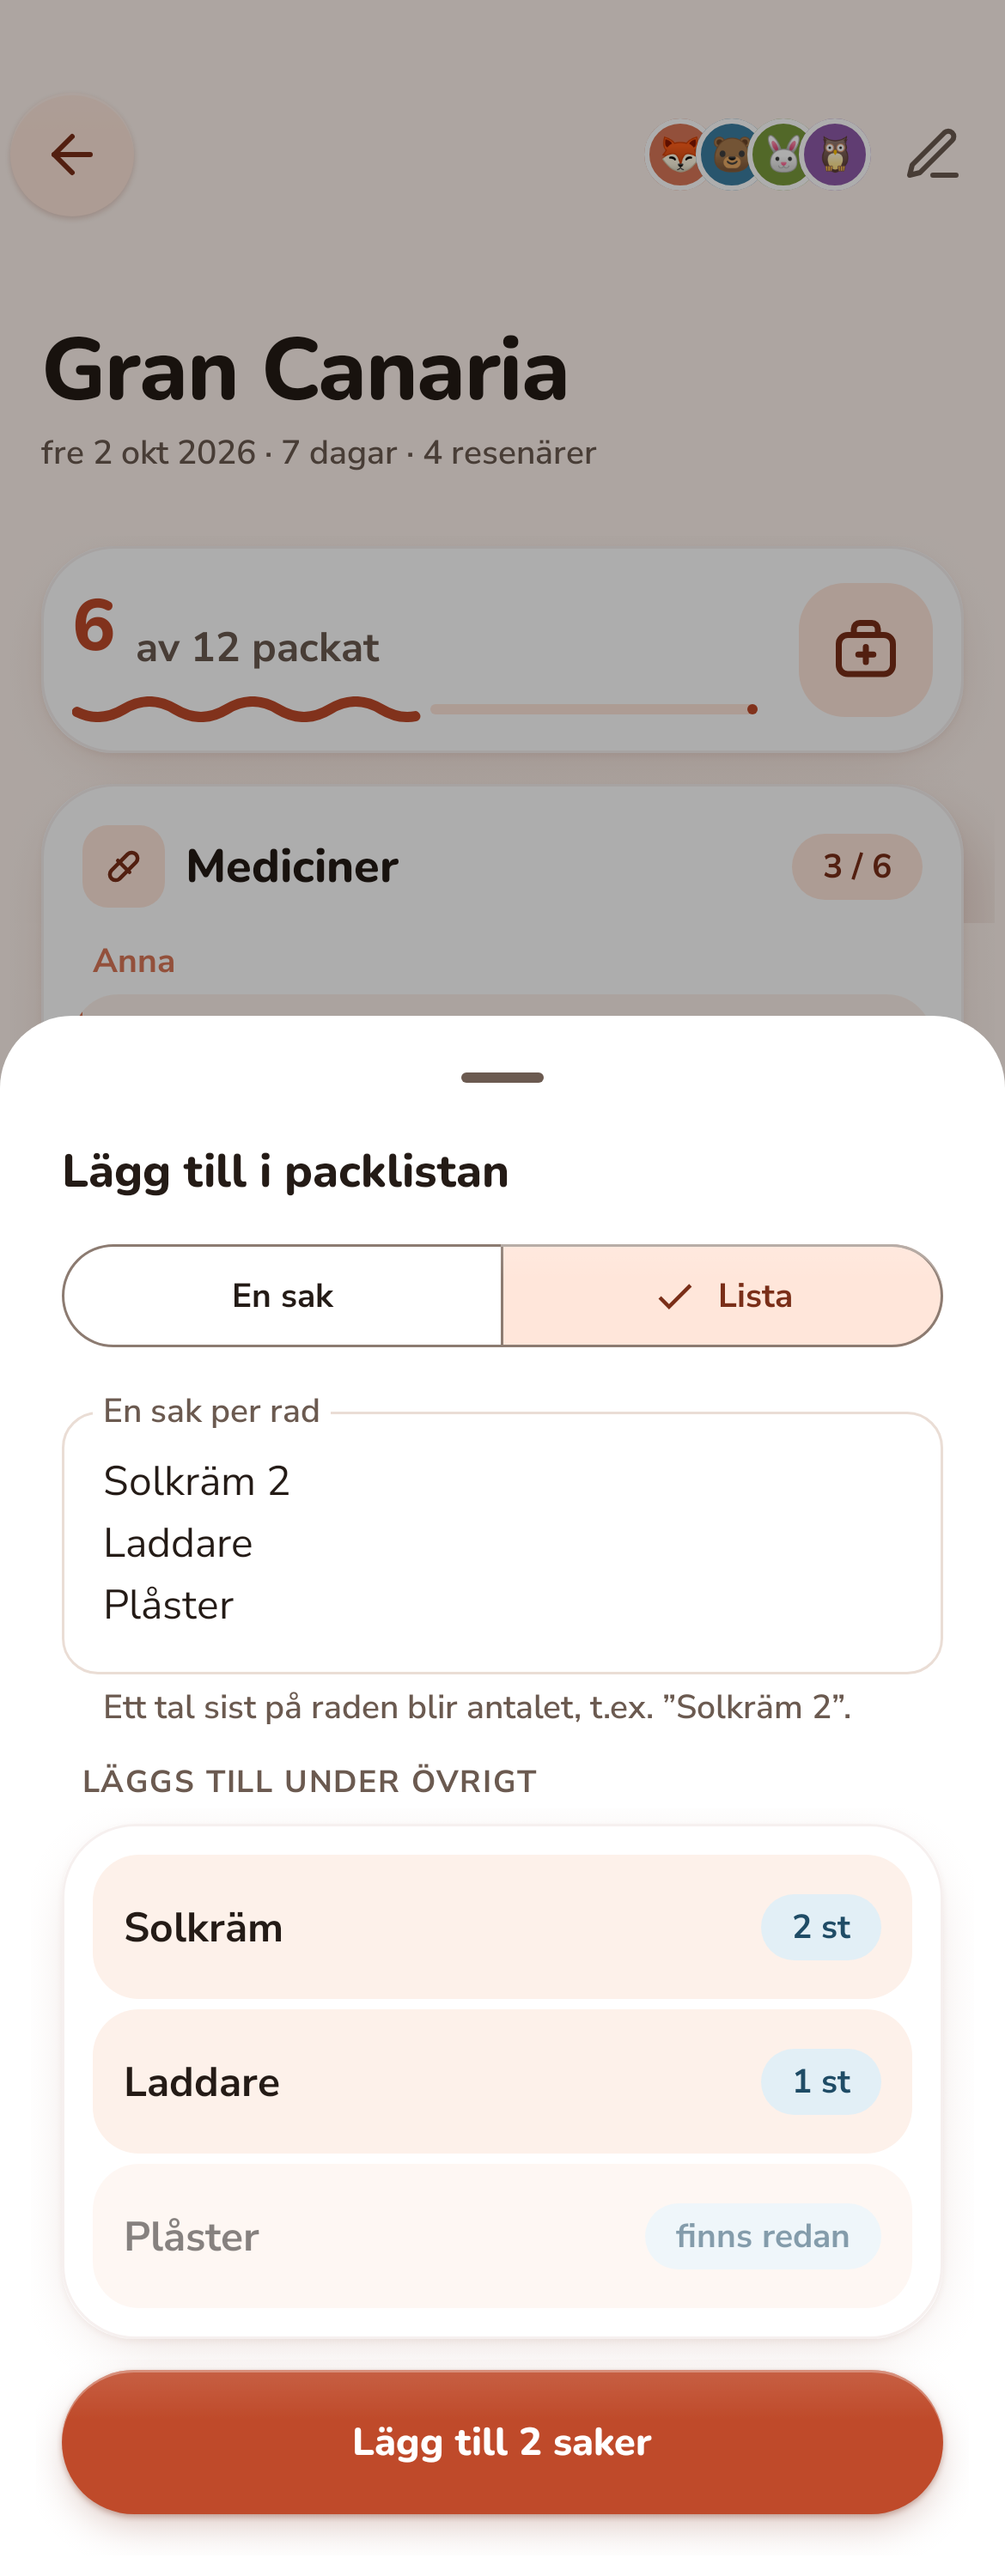 Gran Canaria
fre 2 okt 2026 · 7 dagar · 4 resenärer
6 av 12 packat
Mediciner
3 / 6
Anna
Lägg till i packlistan
En sak
Lista
En sak per rad
Solkräm 2
Laddare
Plåster
Ett tal sist på raden blir antalet, t.ex. ”Solkräm 2”.
LÄGGS TILL UNDER ÖVRIGT
Solkräm
2 st
Laddare
1 st
Plåster
finns redan
Lägg till 2 saker